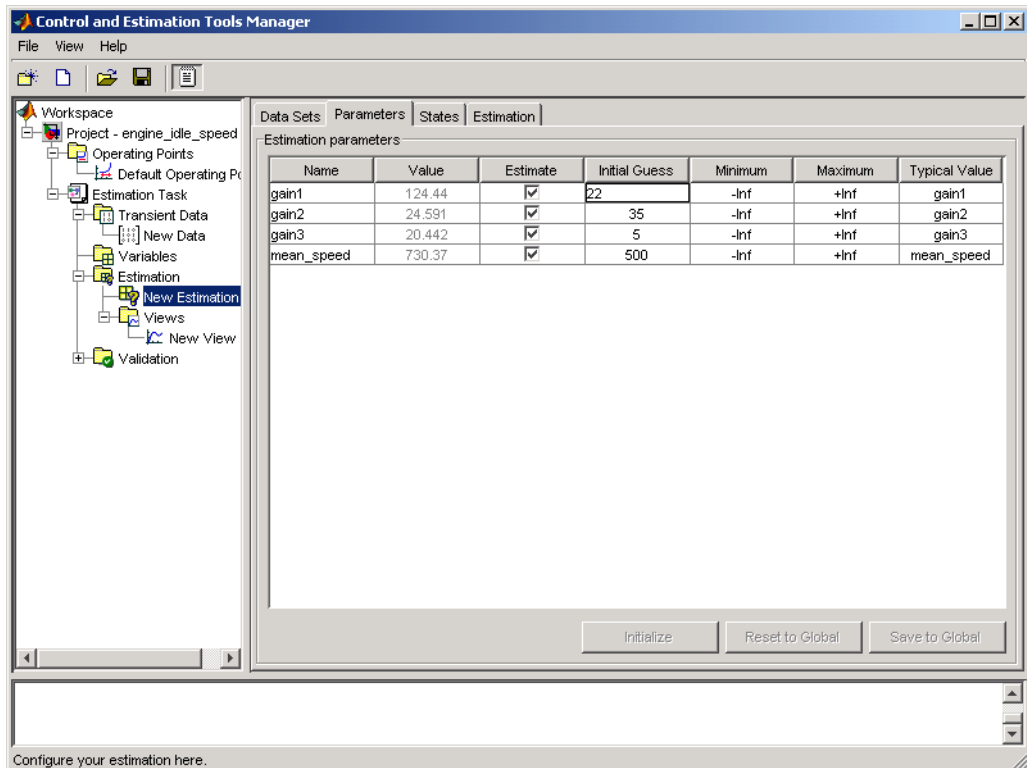 Control and Estimation Tools Manager
File View Help
Workspace
Project - engine_idle_speed
Operating Points
Default Operating Po
Estimation Task
Transient Data
New Data
Variables
Estimation
New Estimation
Views
New View
Validation
Data Sets Parameters States Estimation
Estimation parameters
Name Value Estimate Initial Guess Minimum Maximum Typical Value
gain1 124.44 22 -Inf +Inf gain1
gain2 24.591 35 -Inf +Inf gain2
gain3 20.442 5 -Inf +Inf gain3
mean_speed 730.37 500 -Inf +Inf mean_speed
Initialize Reset to Global Save to Global
Configure your estimation here.